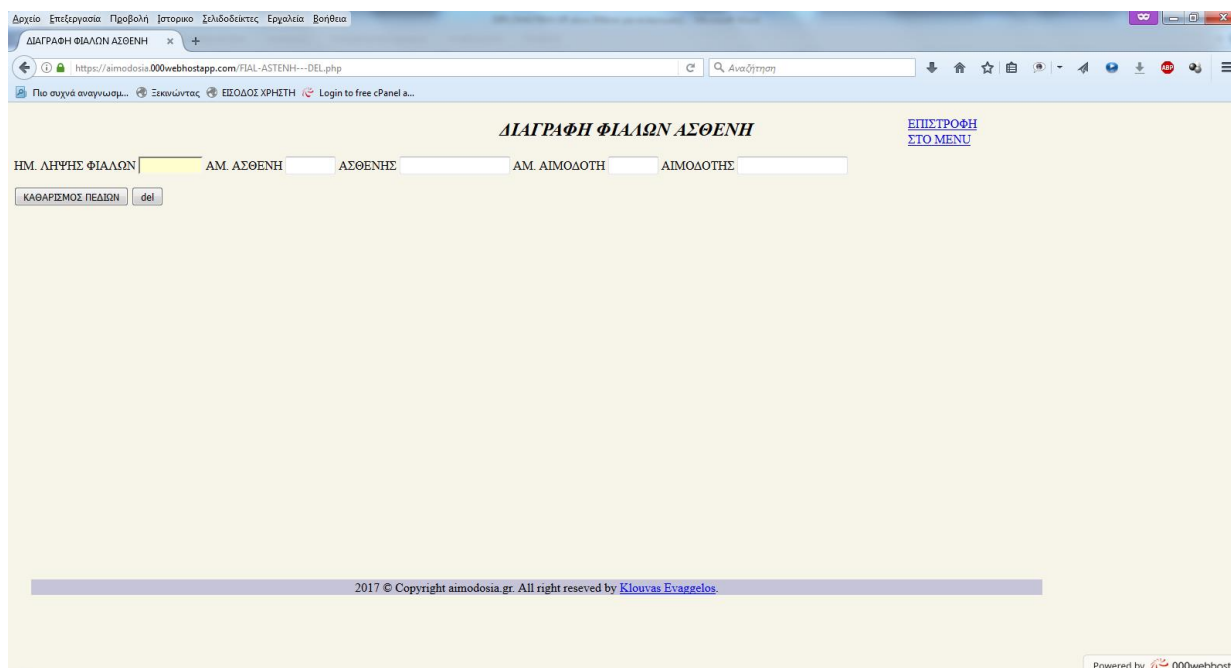 Αρχείο Επεξεργασία Προβολή Ιστορικο Σελιδοδείκτες Εργαλεία Βοήθεια
ΔΙΑΓΡΑΦΗ ΦΙΑΛΩΝ ΑΣΘΕΝΗ × +
https://aimodosia.000webhostapp.com/FIAL-ASTENH---DEL.php Αναζήτηση ABP
Πιο συχνά αναγνωσμ... Ξεκινώντας ΕΙΣΟΔΟΣ ΧΡΗΣΤΗ Login to free cPanel a...
ΔΙΑΓΡΑΦΗ ΦΙΑΛΩΝ ΑΣΘΕΝΗ
ΕΠΙΣΤΡΟΦΗ
ΣΤΟ MENU
ΗΜ. ΛΗΨΗΣ ΦΙΑΛΩΝ ΑΜ. ΑΣΘΕΝΗ ΑΣΘΕΝΗΣ ΑΜ. ΑΙΜΟΔΟΤΗ ΑΙΜΟΔΟΤΗΣ
ΚΑΘΑΡΙΣΜΟΣ ΠΕΔΙΩΝ del
2017 © Copyright aimodosia.gr. All right reseved by Klouvas Evaggelos.
Powered by 000webhost